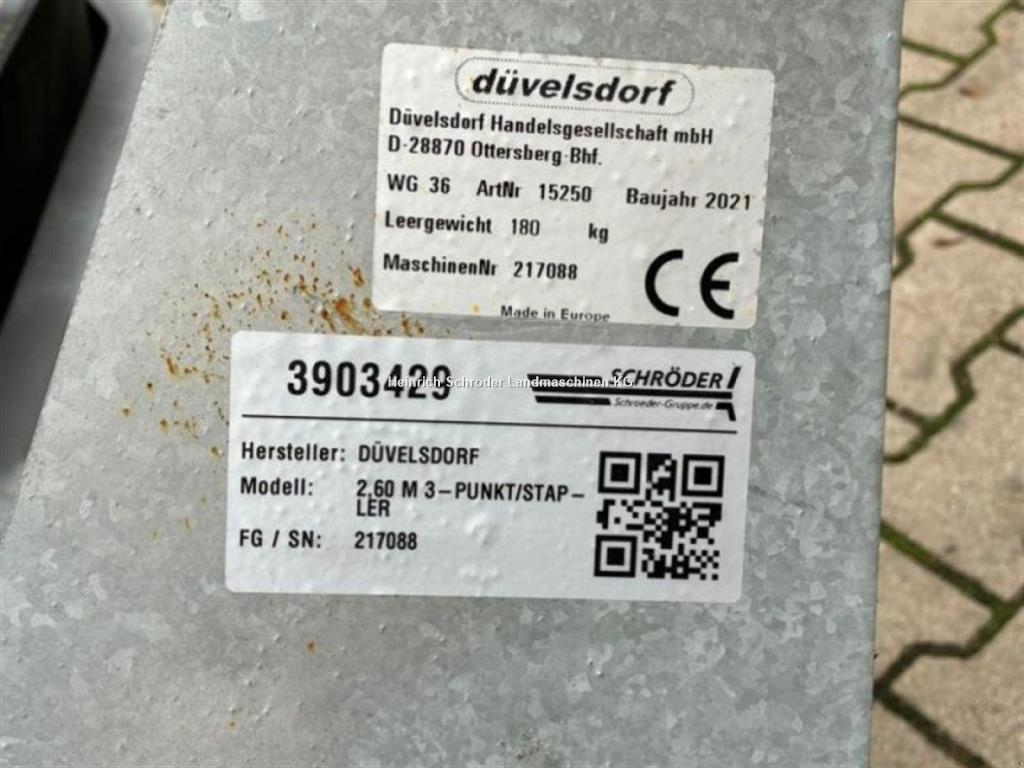 düvelsdorf
Düvelsdorf Handelsgesellschaft mbH
D-28870 Ottersberg-Bhf.
WG 36 ArtNr 15250 Baujahr 2021
Leergewicht 180 kg
MaschinenNr 217088
CE
Made in Europe
3903429 SCHRÖDER
Heinrich Schröder Landmaschinen KG
Schroeder-Gruppe.de
Hersteller: DÜVELSDORF
Modell: 2,60 M 3-PUNKT/STAP-
LER
FG / SN: 217088